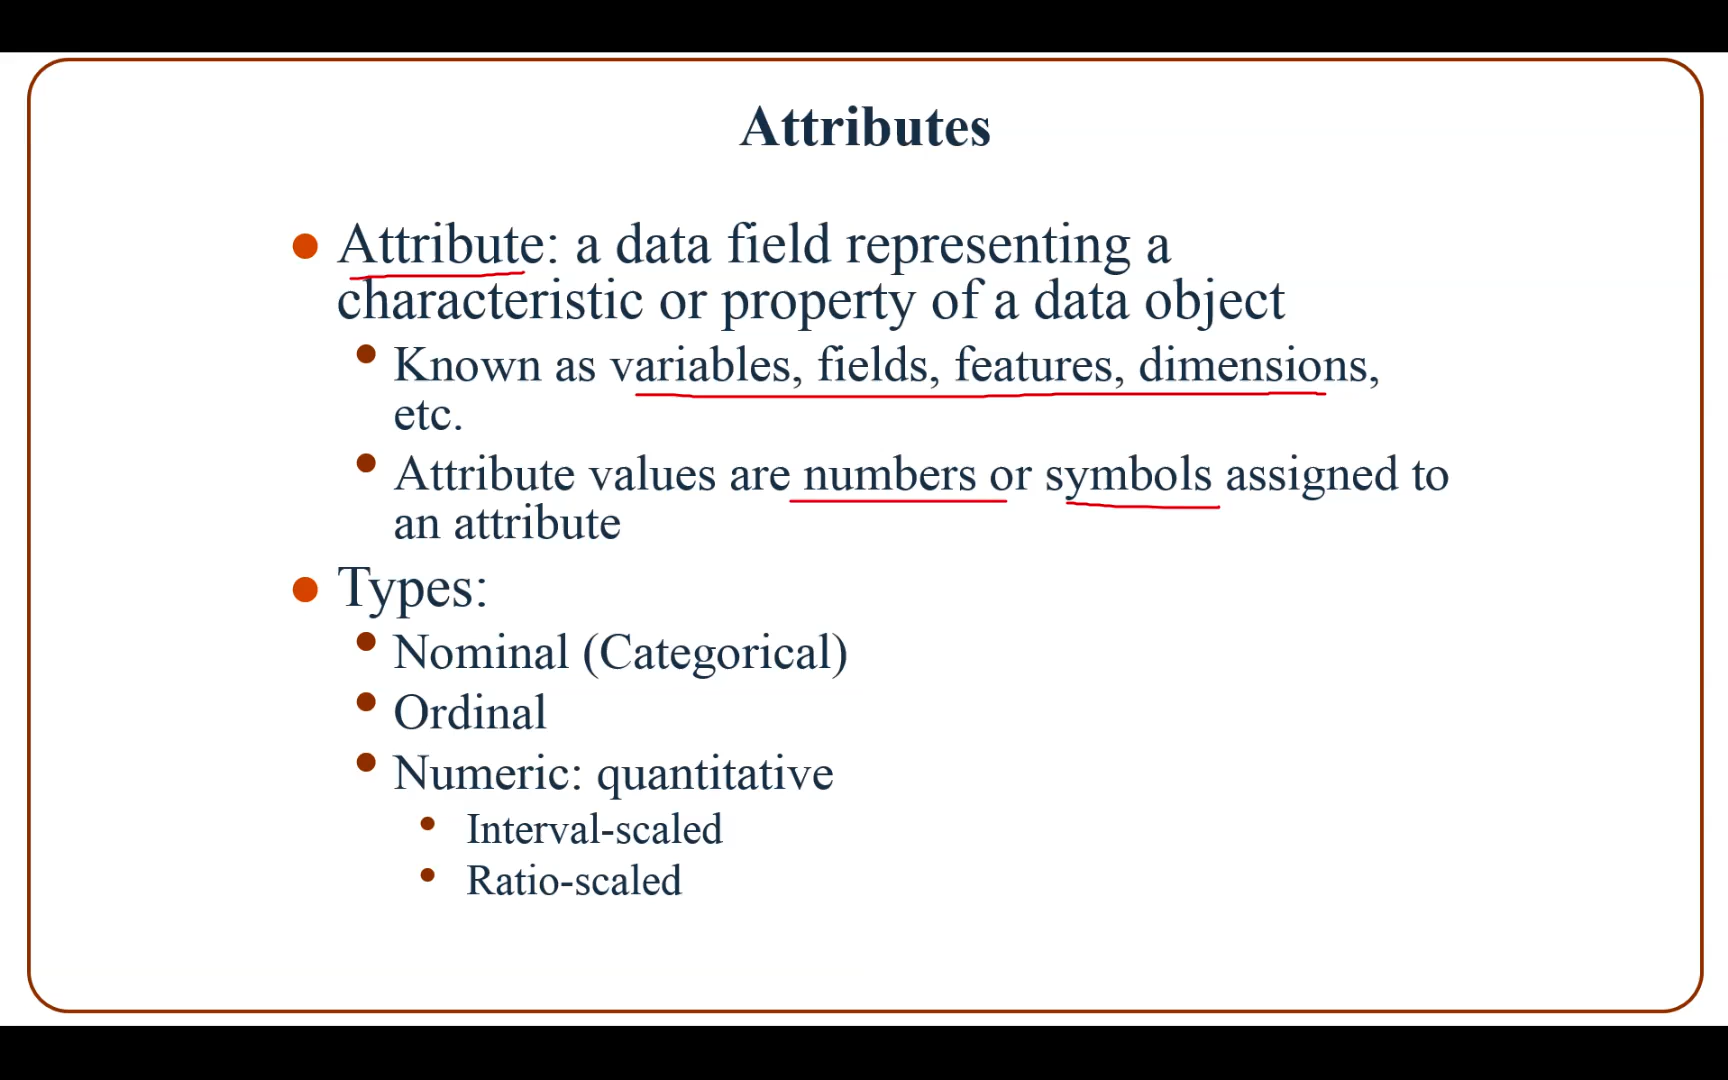 Attributes
Attribute: a data field representing a
characteristic or property of a data object
Known as variables, fields, features, dimensions,
etc.
Attribute values are numbers or symbols assigned to
an attribute
Types:
Nominal (Categorical)
Ordinal
Numeric: quantitative
Interval-scaled
Ratio-scaled